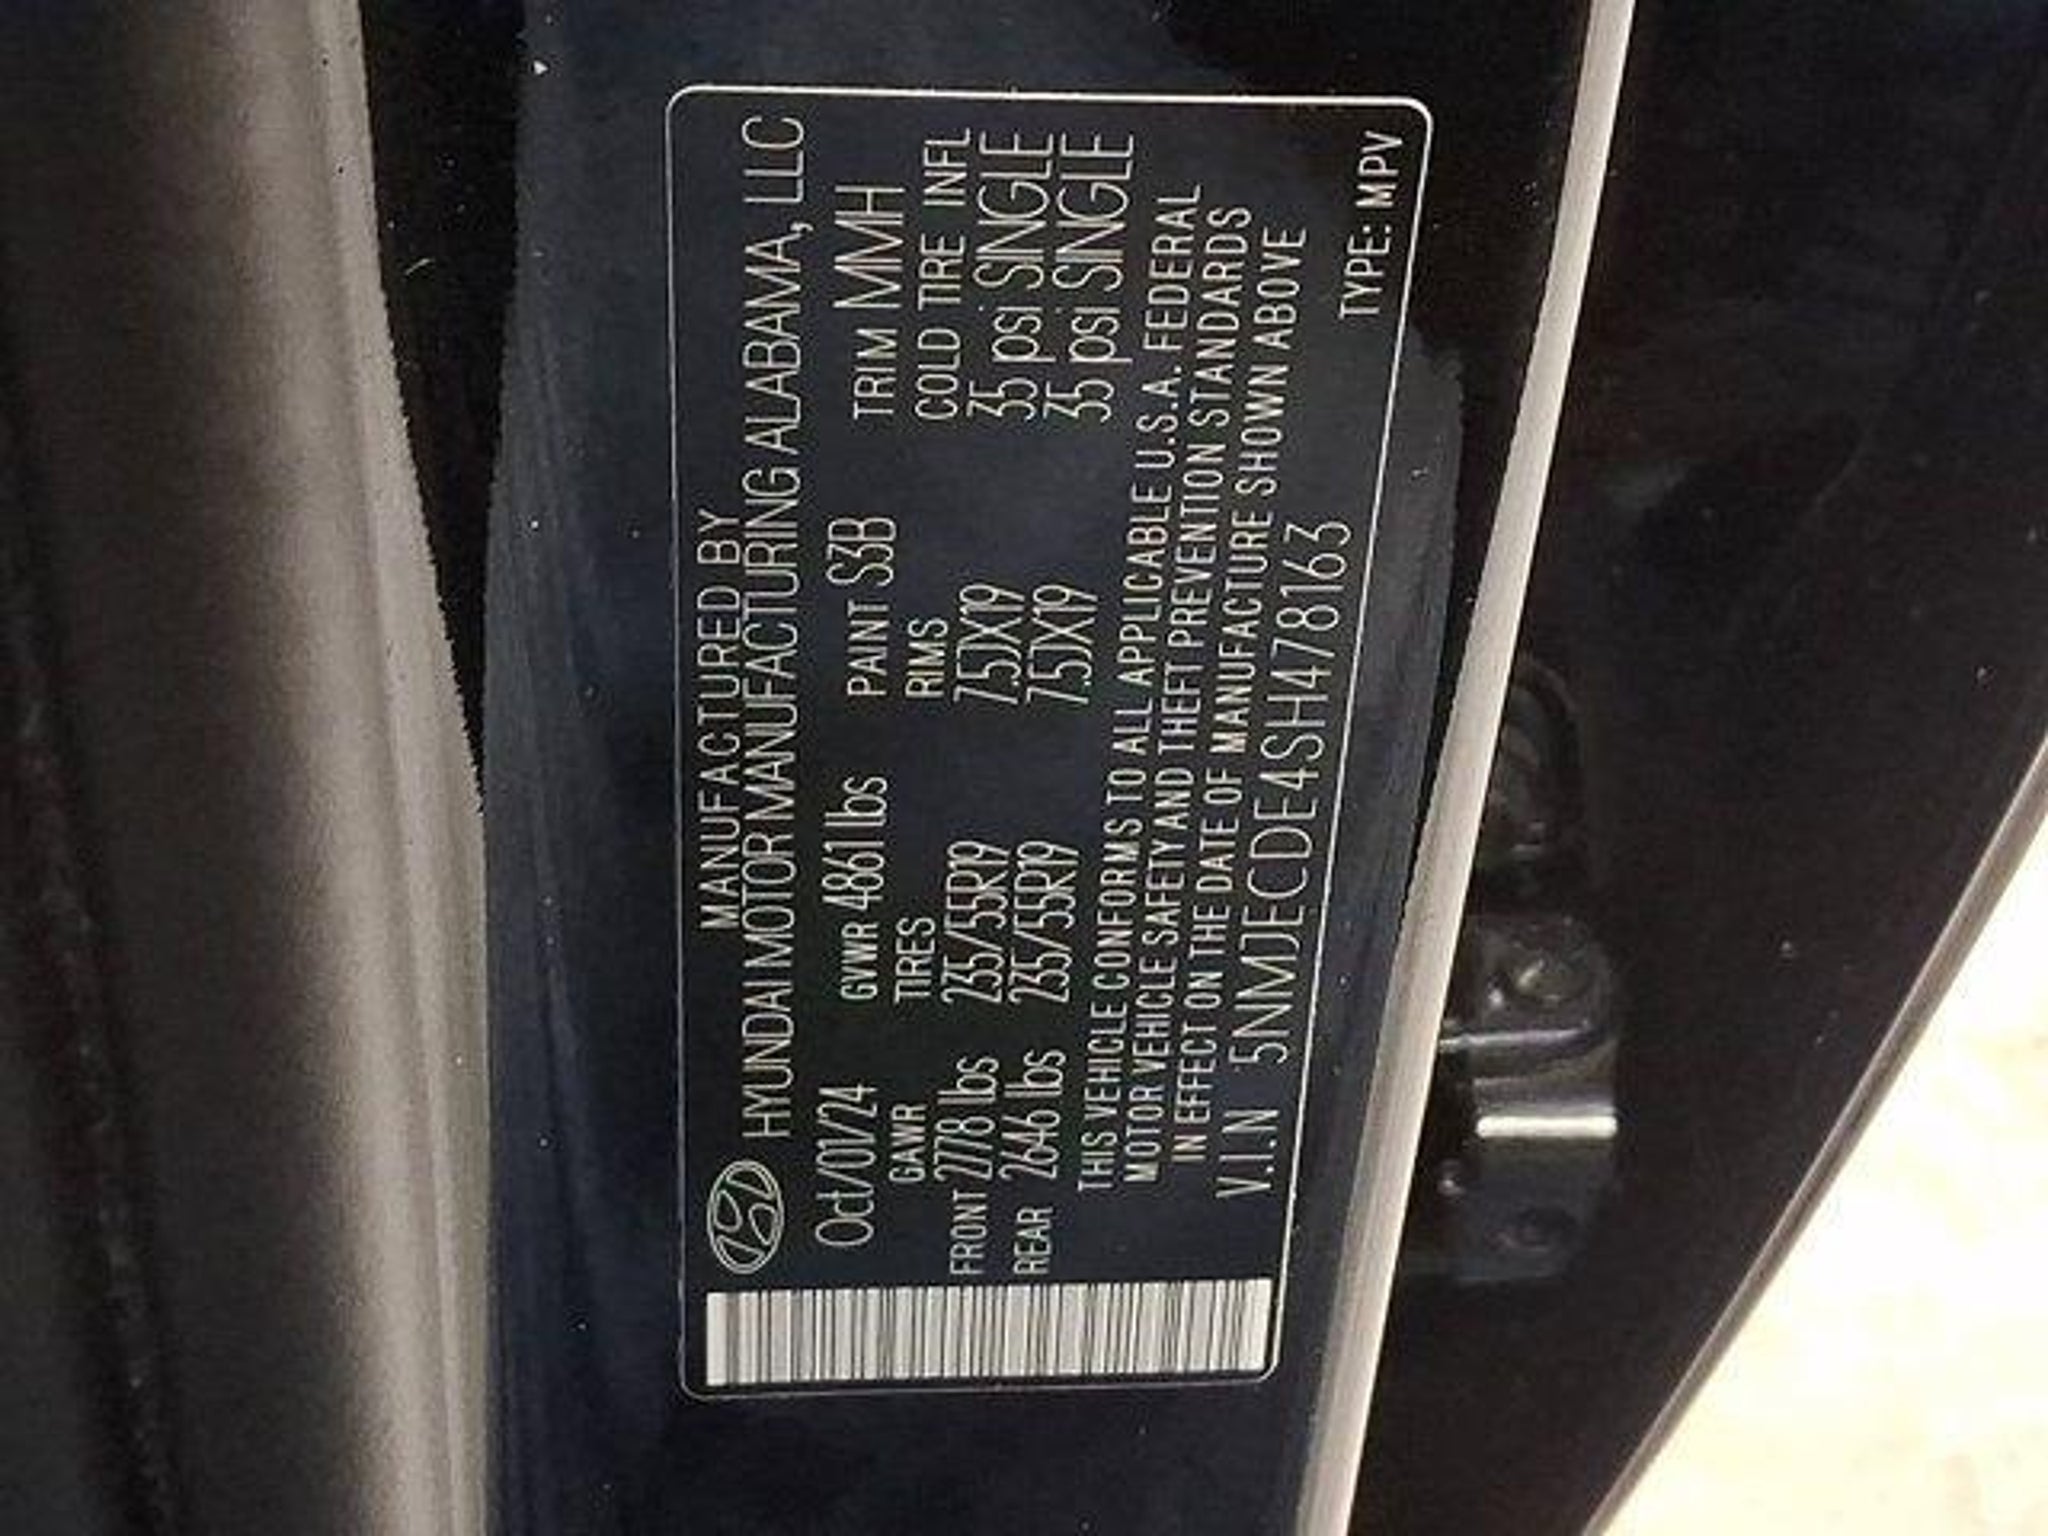 MANUFACTURED BY
HYUNDAI MOTOR MANUFACTURING ALABAMA, LLC
Oct/01/24 GVWR 4861 lbs PAINT S3B TRIM MMH
GAWR TIRES RIMS COLD TIRE INFL
FRONT 2778 lbs 235/55R19 7.5JX19 35 psi SINGLE
REAR 2646 lbs 235/55R19 7.5JX19 35 psi SINGLE
THIS VEHICLE CONFORMS TO ALL APPLICABLE U.S.A. FEDERAL
MOTOR VEHICLE SAFETY AND THEFT PREVENTION STANDARDS
IN EFFECT ON THE DATE OF MANUFACTURE SHOWN ABOVE
V.I.N 5NMJECDE4SH478163 TYPE: MPV